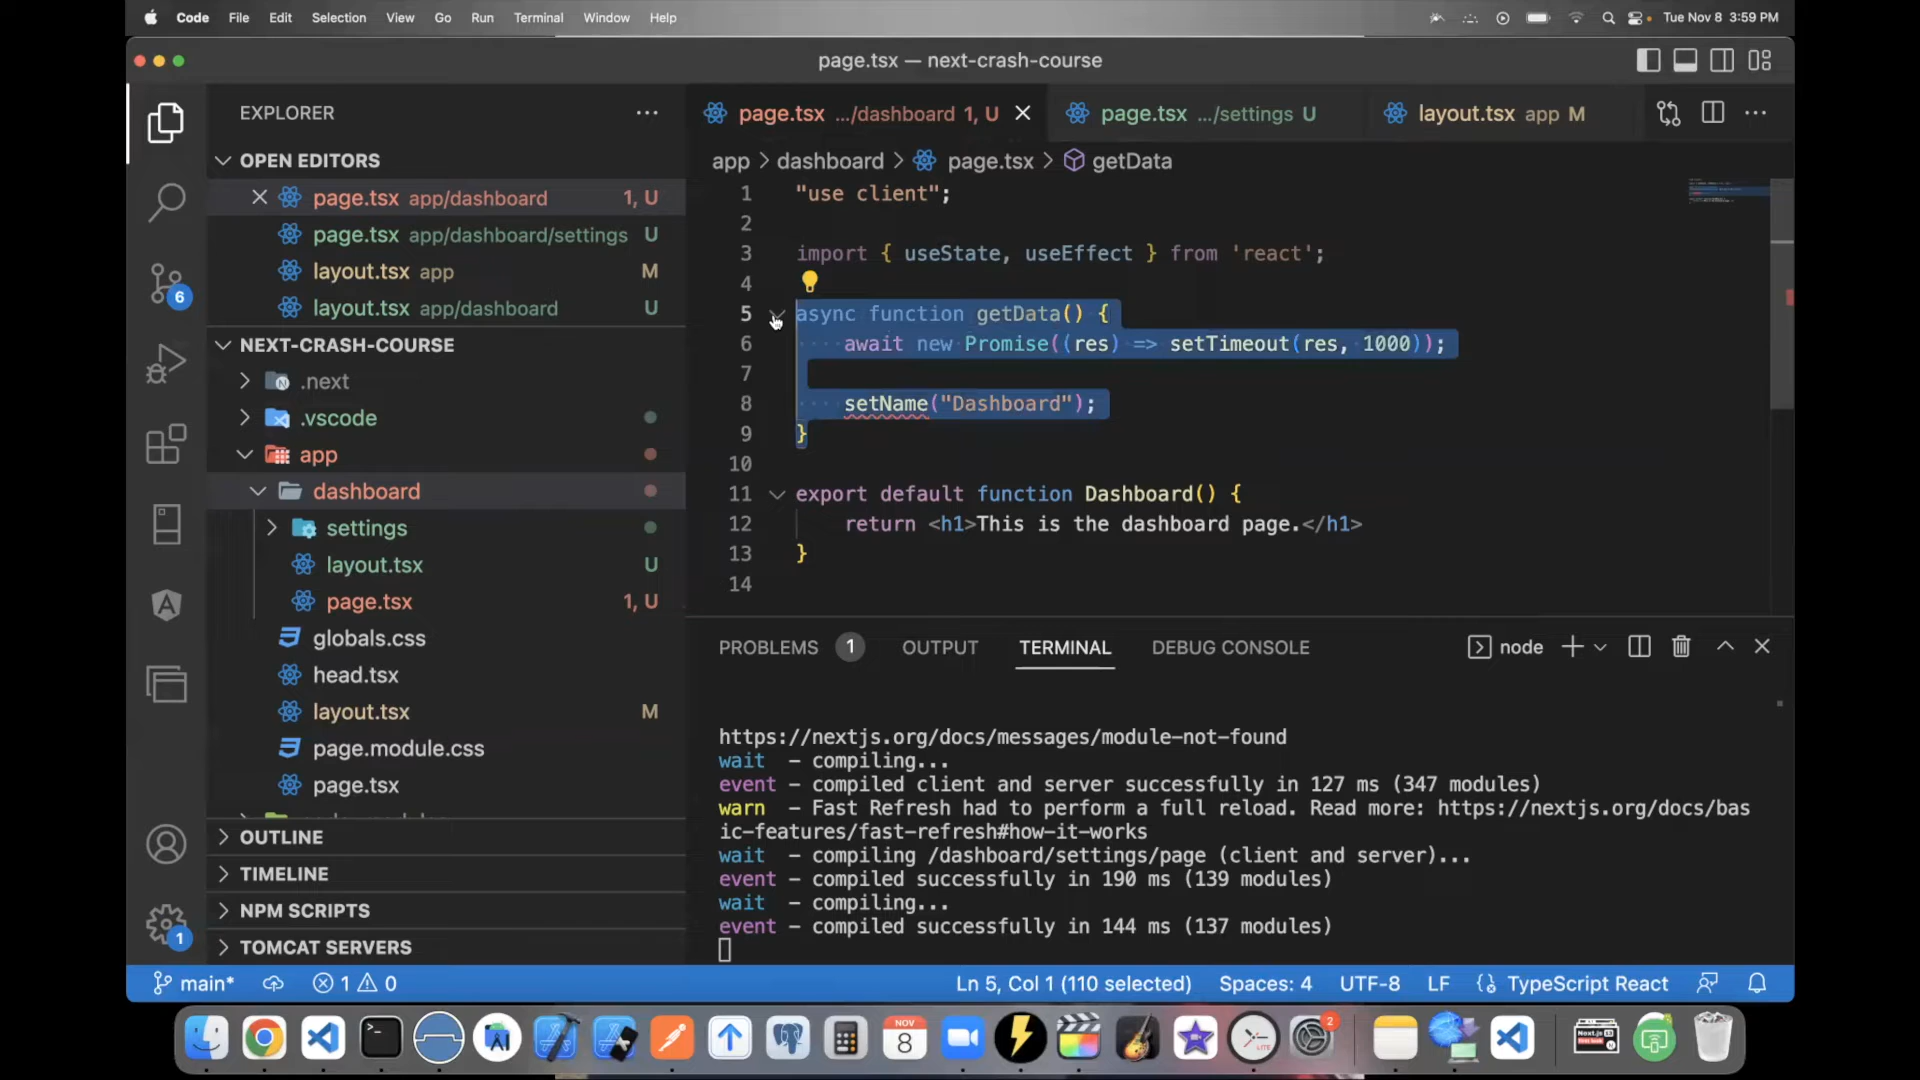 Code File Edit Selection View Go Run Terminal Window Help Tue Nov 8 3:59 PM
page.tsx — next-crash-course
EXPLORER
page.tsx .../dashboard 1, U
page.tsx .../settings U
layout.tsx app M
OPEN EDITORS
page.tsx app/dashboard 1, U
page.tsx app/dashboard/settings U
layout.tsx app M
layout.tsx app/dashboard U
NEXT-CRASH-COURSE
.next
.vscode
app
dashboard
settings
layout.tsx U
page.tsx 1, U
globals.css
head.tsx
layout.tsx M
page.module.css
page.tsx
OUTLINE
TIMELINE
NPM SCRIPTS
TOMCAT SERVERS
6
1
app > dashboard > page.tsx > getData
1 "use client";
2
3 import { useState, useEffect } from 'react';
4
5 async function getData() {
6 await new Promise((res) => setTimeout(res, 1000));
7
8 setName("Dashboard");
9 }
10
11 export default function Dashboard() {
12 return <h1>This is the dashboard page.</h1>
13 }
14
PROBLEMS 1 OUTPUT TERMINAL DEBUG CONSOLE node
https://nextjs.org/docs/messages/module-not-found
wait - compiling...
event - compiled client and server successfully in 127 ms (347 modules)
warn - Fast Refresh had to perform a full reload. Read more: https://nextjs.org/docs/bas
ic-features/fast-refresh#how-it-works
wait - compiling /dashboard/settings/page (client and server)...
event - compiled successfully in 190 ms (139 modules)
wait - compiling...
event - compiled successfully in 144 ms (137 modules)
main* 1 0 Ln 5, Col 1 (110 selected) Spaces: 4 UTF-8 LF TypeScript React
NOV
8
2